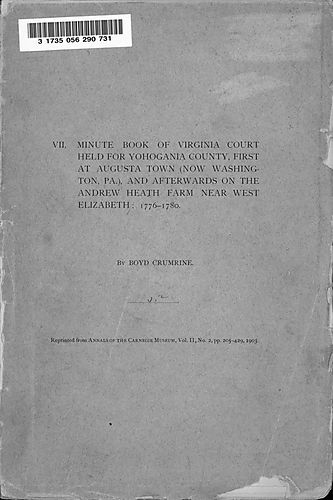 3 1735 056 290 731
VII. MINUTE BOOK OF VIRGINIA COURT
HELD FOR YOHOGANIA COUNTY, FIRST
AT AUGUSTA TOWN (NOW WASHING-
TON, PA.), AND AFTERWARDS ON THE
ANDREW HEATH FARM NEAR WEST
ELIZABETH; 1776–1780.
BY BOYD CRUMRINE.
Reprinted from ANNALS OF THE CARNEGIE MUSEUM, Vol. II, No. 2, pp. 205-429, 1903.